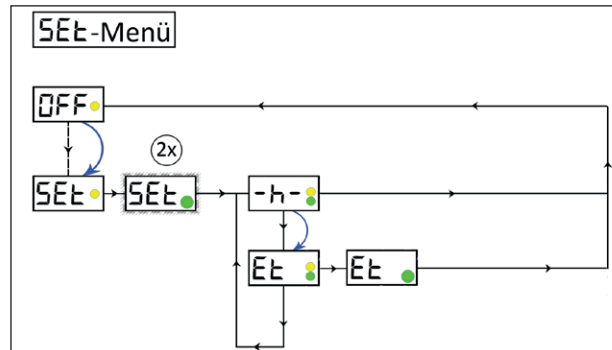 SEt-Menü
OFF
2x
SEt SEt -h-
Et Et